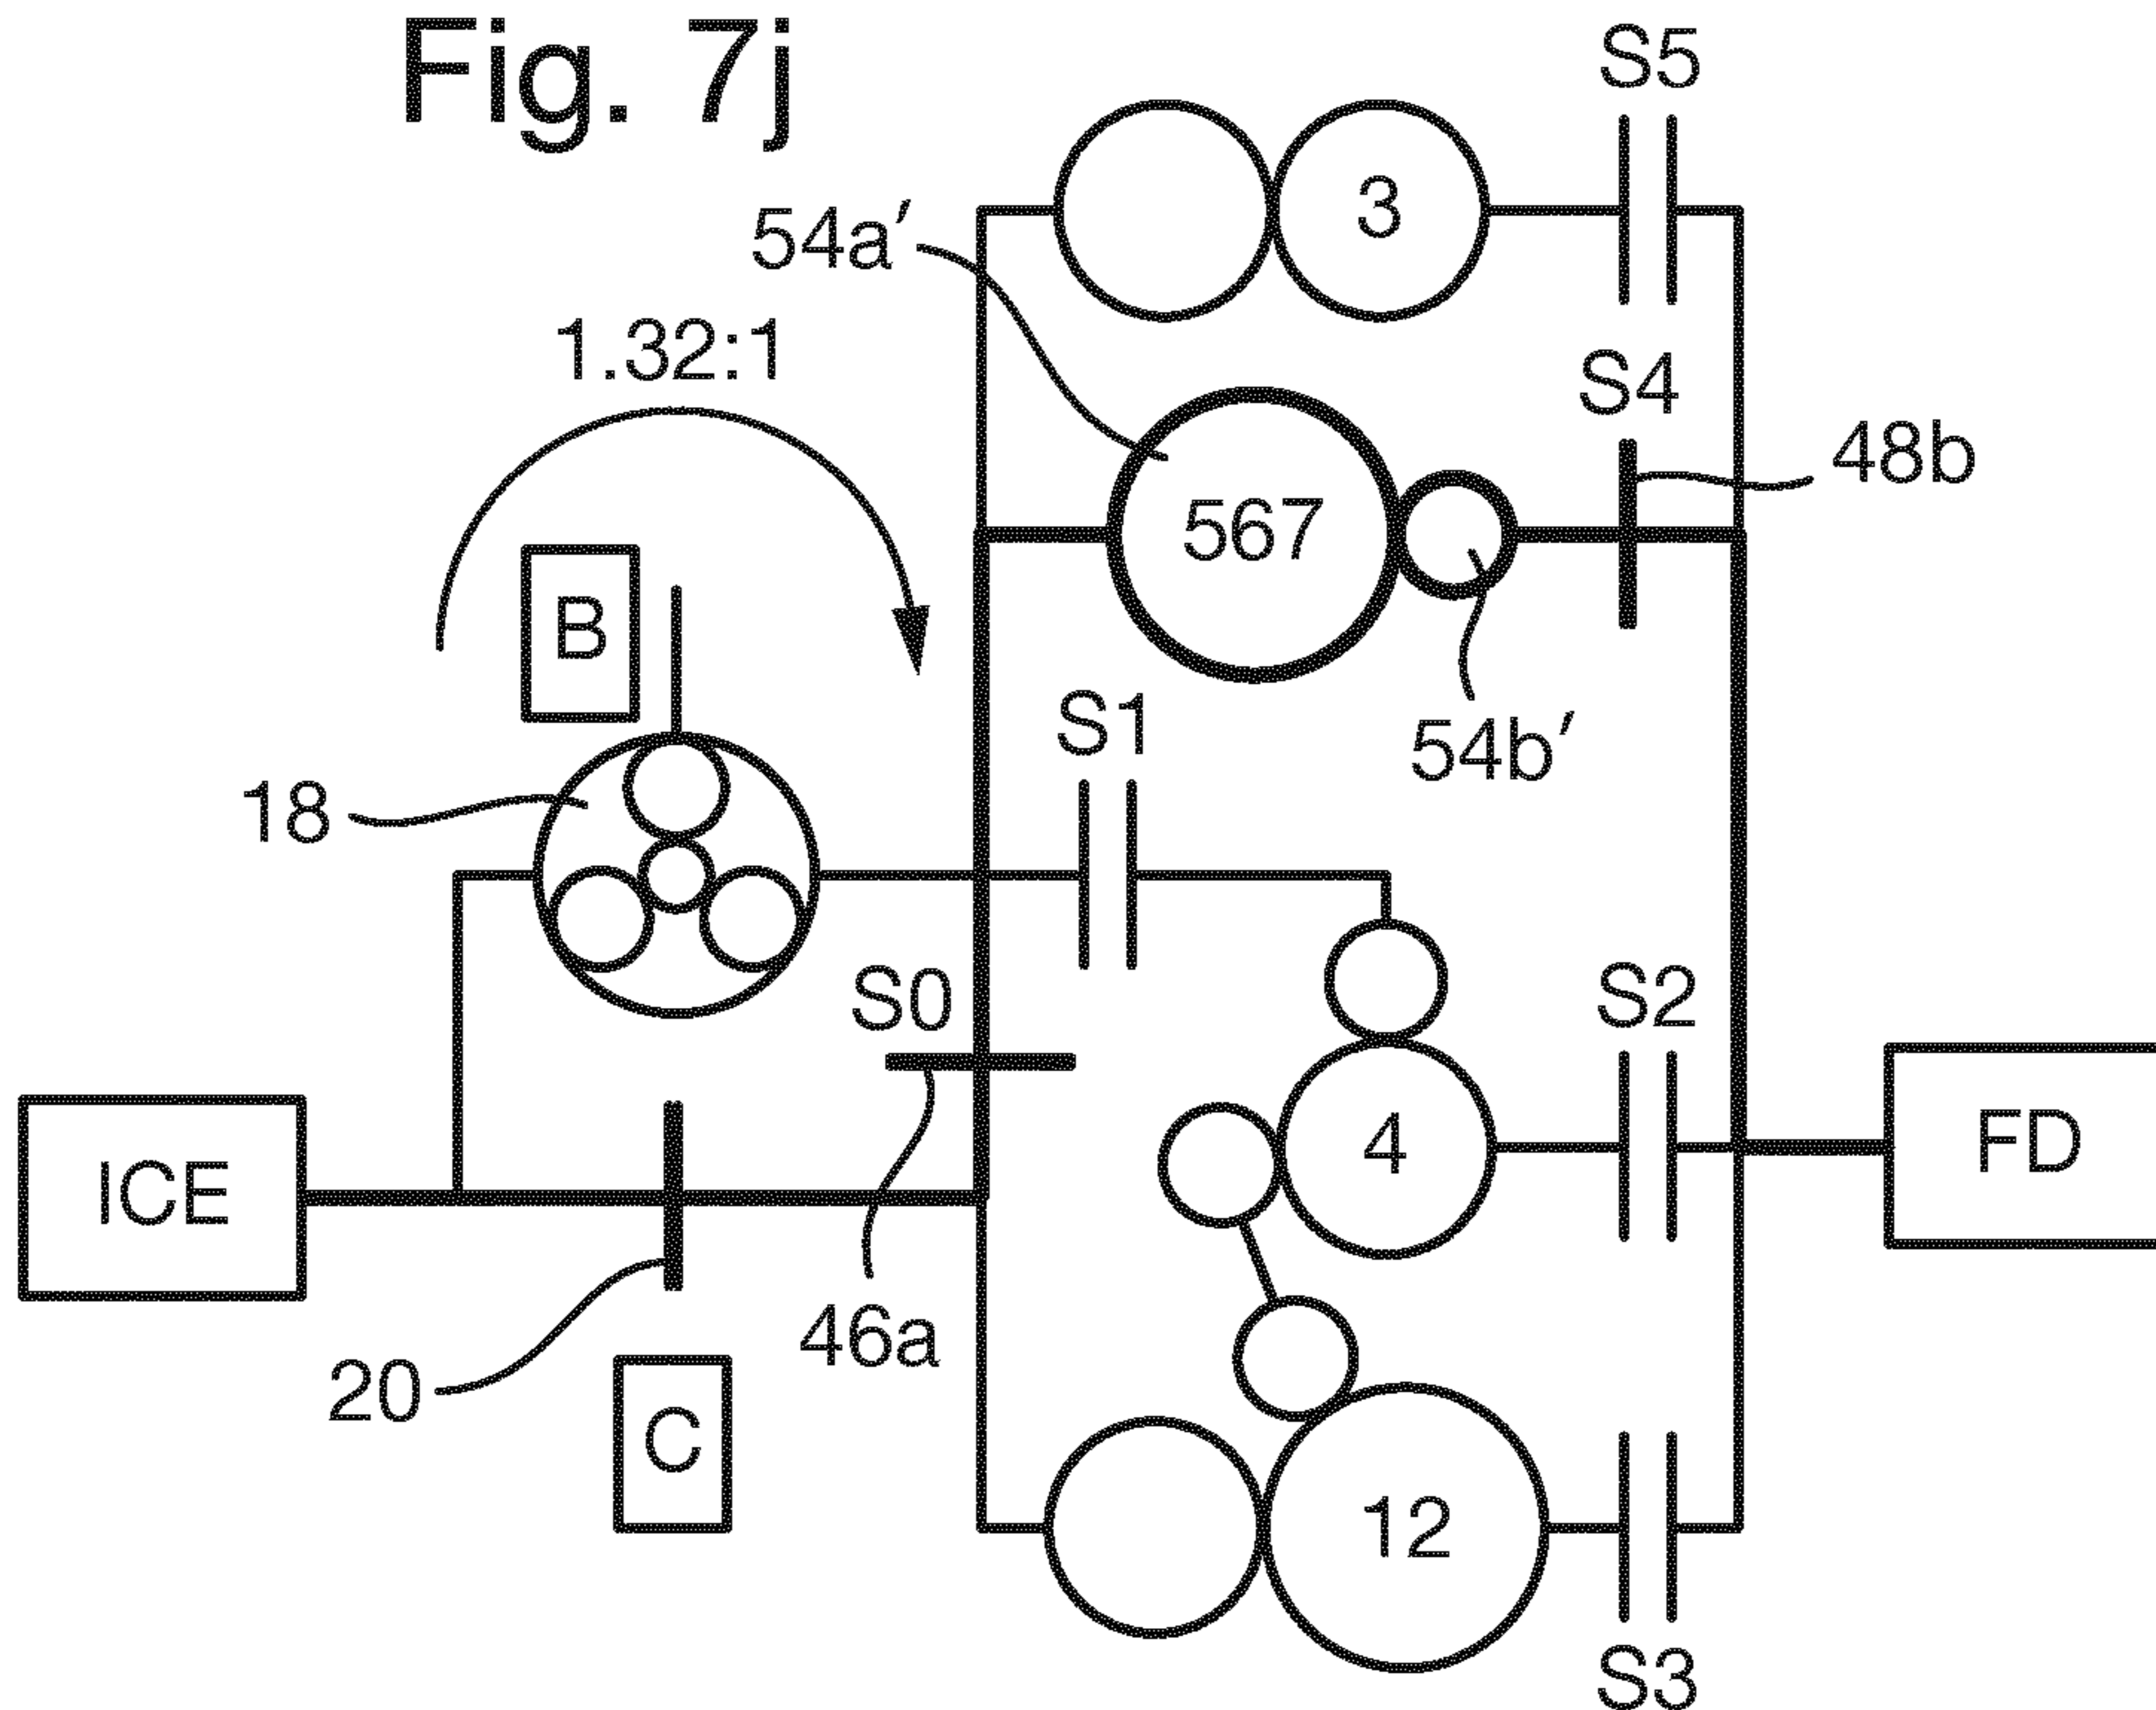 Fig. 7j
S5
3
54a′
1.32:1
S4
48b
567
B
S1
54b′
18
S0
S2
4
FD
ICE
46a
20
C
12
S3